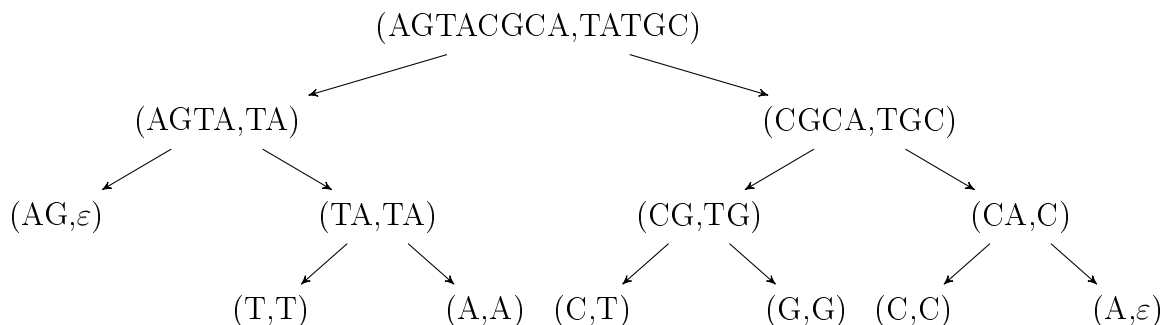 (AGTACGCA,TATGC)
(AGTA,TA) (CGCA,TGC)
(AG,ε) (TA,TA) (CG,TG) (CA,C)
(T,T) (A,A) (C,T) (G,G) (C,C) (A,ε)